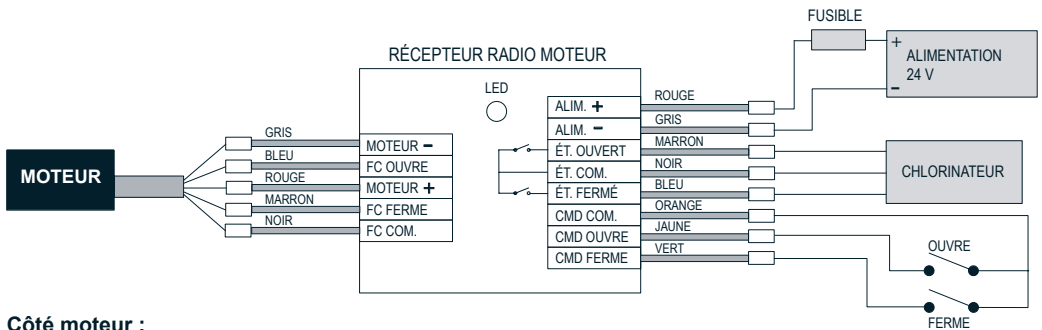 FUSIBLE
+
ALIMENTATION
24 V
-
RÉCEPTEUR RADIO MOTEUR
LED
MOTEUR
GRIS
MOTEUR -
BLEU
FC OUVRE
ROUGE
MOTEUR +
MARRON
FC FERME
NOIR
FC COM.
ALIM. +
ROUGE
ALIM. -
GRIS
ÉT. OUVERT
MARRON
ÉT. COM.
NOIR
ÉT. FERMÉ
BLEU
CMD COM.
ORANGE
CMD OUVRE
JAUNE
CMD FERME
VERT
CHLORINATEUR
OUVRE
FERME
Côté moteur :